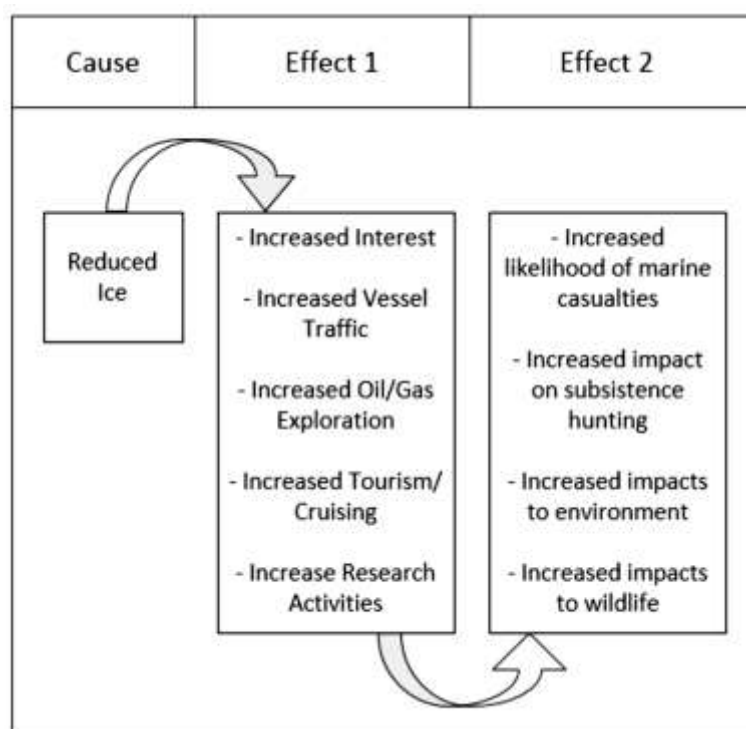 Cause
Effect 1
Effect 2
Reduced
Ice
- Increased Interest
- Increased Vessel
Traffic
- Increased Oil/Gas
Exploration
- Increased Tourism/
Cruising
- Increase Research
Activities
- Increased
likelihood of marine
casualties
- Increased impact
on subsistence
hunting
- Increased impacts
to environment
- Increased impacts
to wildlife